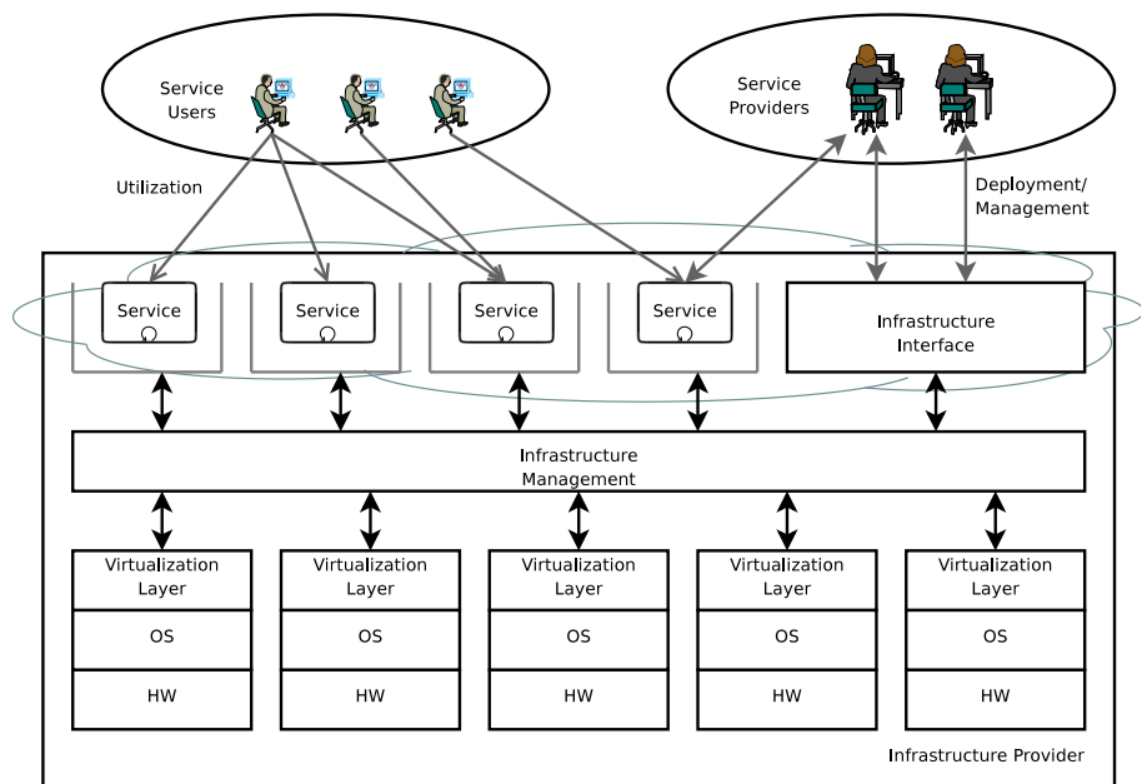 Service
Users
Service
Providers
Utilization
Deployment/
Management
Service
Service
Service
Service
Infrastructure
Interface
Infrastructure
Management
Virtualization
Layer
Virtualization
Layer
Virtualization
Layer
Virtualization
Layer
Virtualization
Layer
OS
OS
OS
OS
OS
HW
HW
HW
HW
HW
Infrastructure Provider